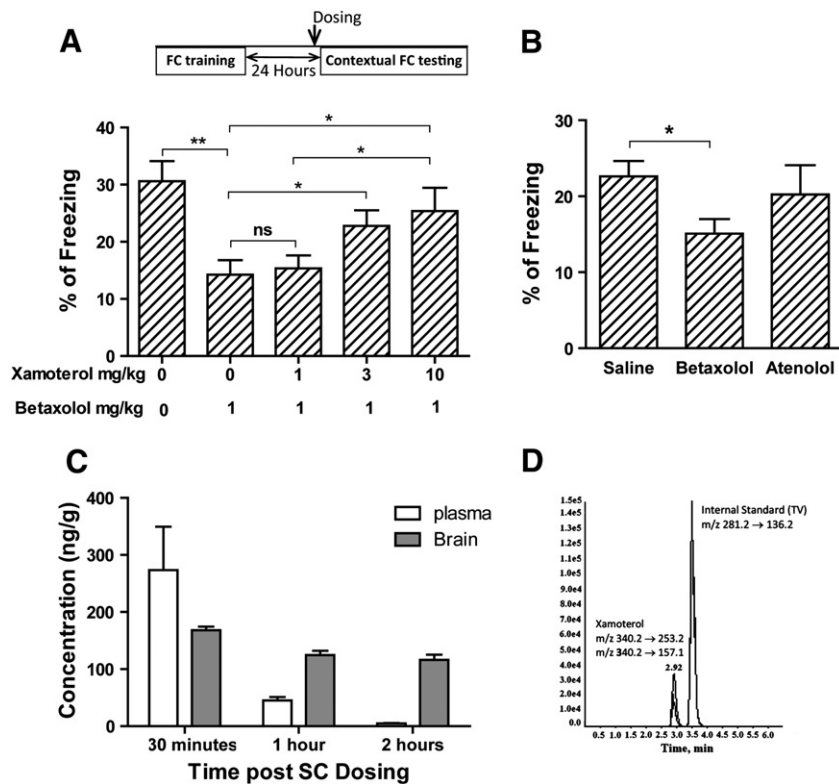 A
Dosing
FC training
24 Hours
Contextual FC testing
% of Freezing
40
30
20
10
0
**
*
*
*
ns
Xamoterol mg/kg 0 0 1 3 10
Betaxolol mg/kg 0 1 1 1 1
B
% of Freezing
30
20
10
0
*
Saline Betaxolol Atenolol
C
Concentration (ng/g)
400
300
200
100
0
plasma
Brain
30 minutes 1 hour 2 hours
Time post SC Dosing
D
1.5e5
1.4e5
1.3e5
1.2e5
1.1e5
1.0e5
9.0e4
8.0e4
7.0e4
6.0e4
5.0e4
4.0e4
3.0e4
2.0e4
1.0e4
0.0
Internal Standard (TV)
m/z 281.2 → 136.2
Xamoterol
m/z 340.2 → 253.2
m/z 340.2 → 157.1
2.92
0.5 1.0 1.5 2.0 2.5 3.0 3.5 4.0 4.5 5.0 5.5 6.0
Time, min